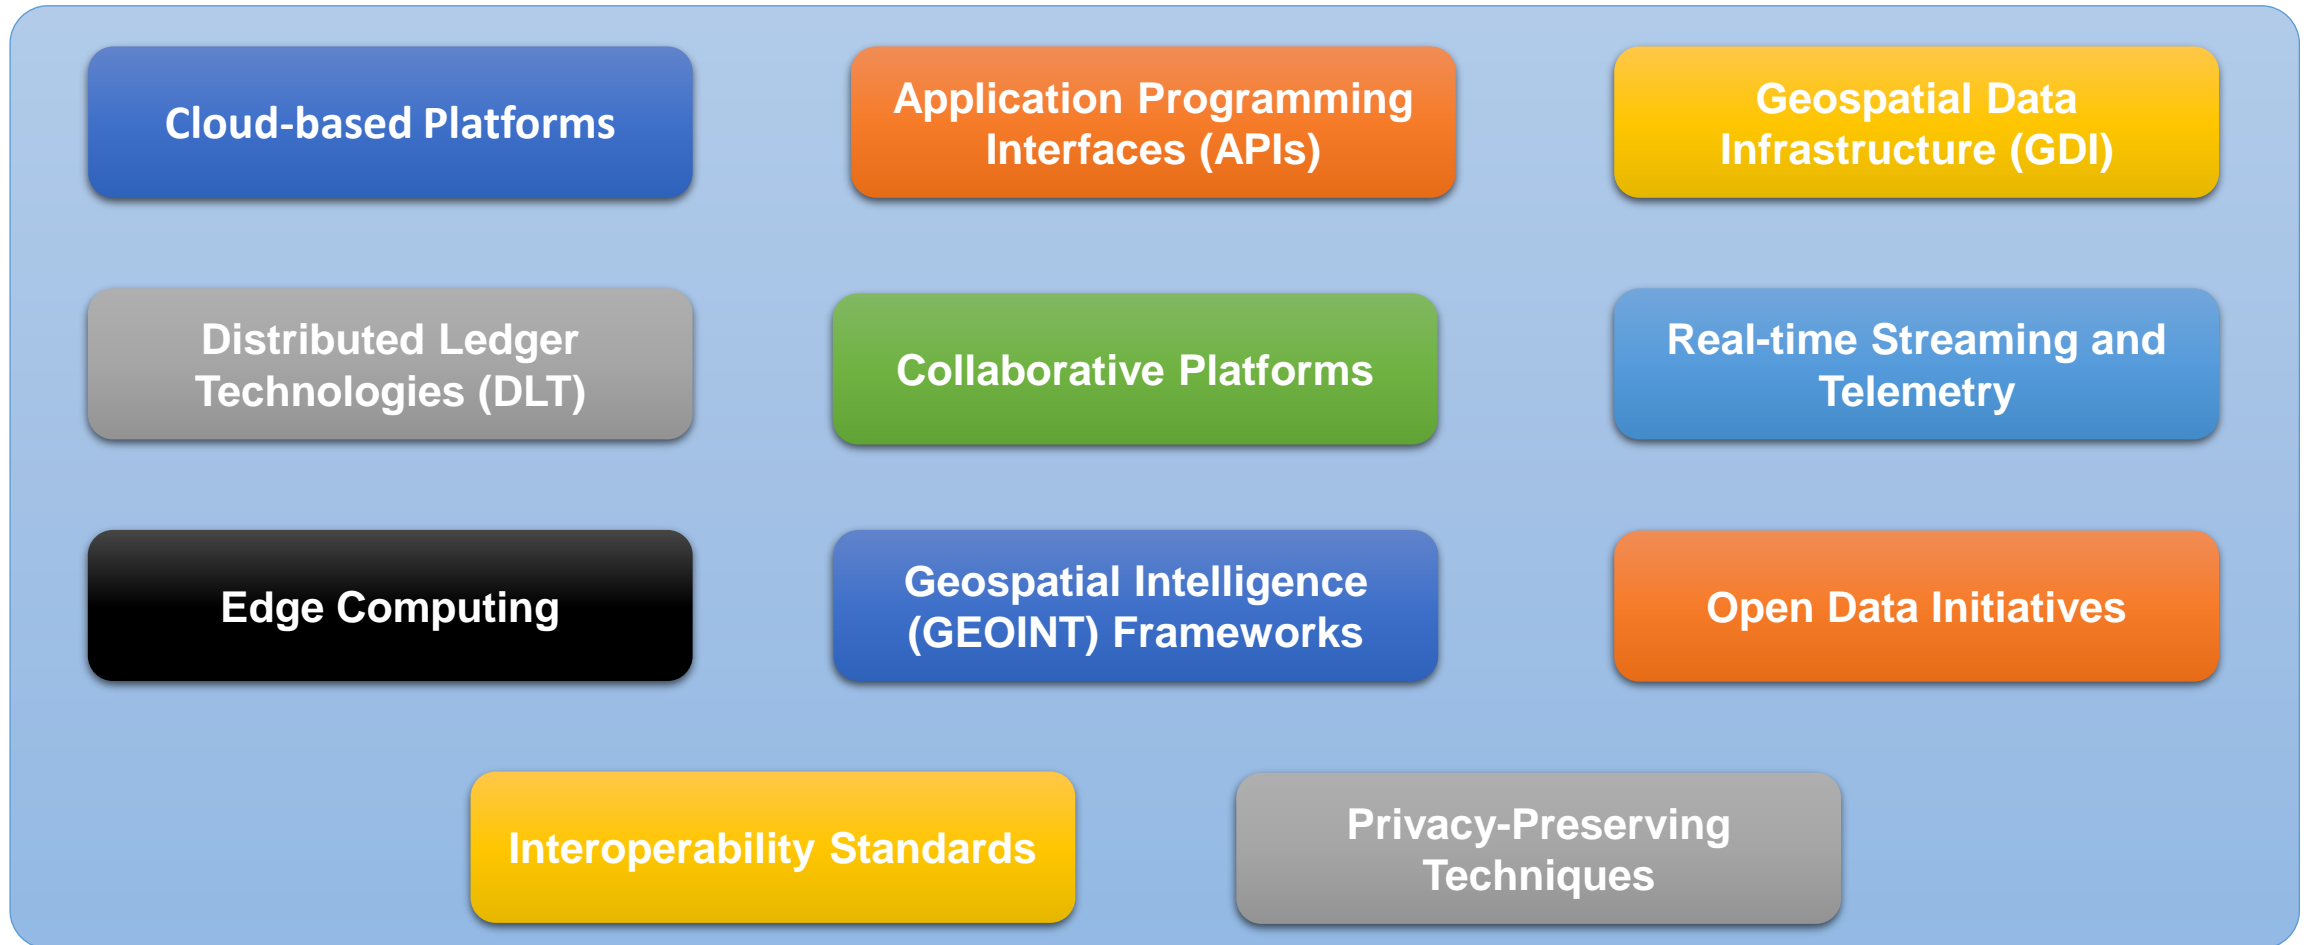 Cloud-based Platforms
Application Programming
Interfaces (APIs)
Geospatial Data
Infrastructure (GDI)
Distributed Ledger
Technologies (DLT)
Collaborative Platforms
Real-time Streaming and
Telemetry
Edge Computing
Geospatial Intelligence
(GEOINT) Frameworks
Open Data Initiatives
Interoperability Standards
Privacy-Preserving
Techniques